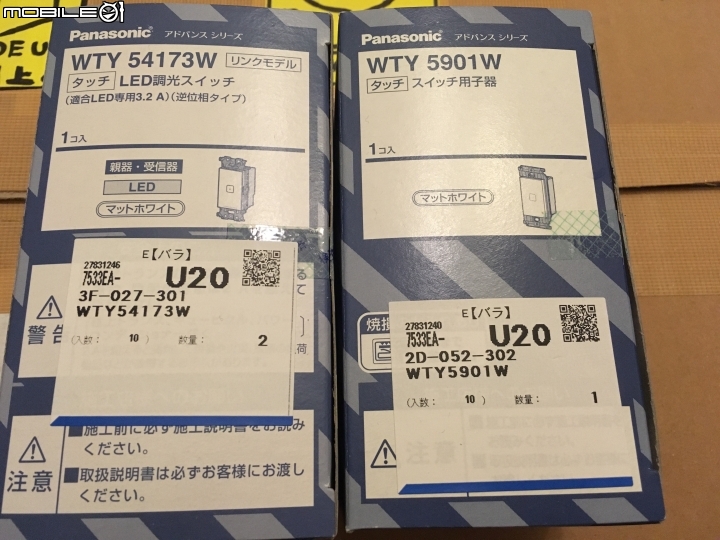 MOBILE01
Panasonic アドバンス シリーズ
WTY 54173W リンクモデル
タッチ LED調光スイッチ
(適合LED専用3.2 A)(逆位相タイプ)
1コ入
親器・受信器
LED
マットホワイト
E【バラ】
27831246
7533EA-
U20
3F-027-301
WTY54173W
(入数: 10) 数量: 2
警告
荷
■施工前に必ず施工説明書をお読み
ください。
注意
■取扱説明書は必ずお客様にお渡し
ください。
Panasonic アドバンス シリーズ
WTY 5901W
タッチ スイッチ用子器
1コ入
マットホワイト
E【バラ】
27831240
7533EA-
U20
2D-052-302
WTY5901W
(入数: 10) 数量: 1
焼損